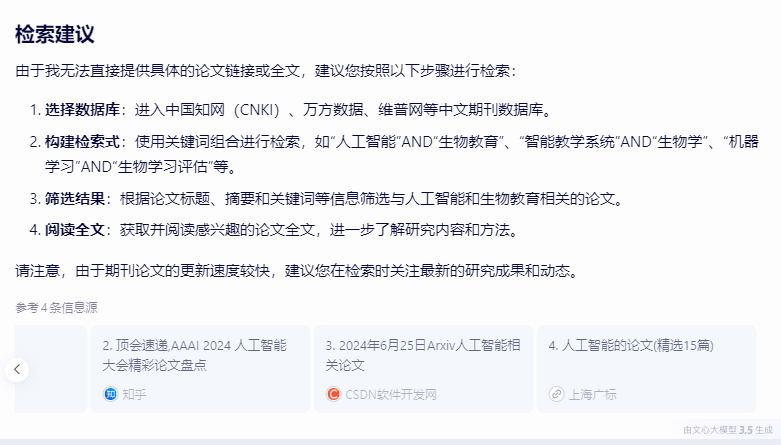 检索建议
由于我无法直接提供具体的论文链接或全文，建议您按照以下步骤进行检索：
1. 选择数据库：进入中国知网（CNKI）、万方数据、维普网等中文期刊数据库。
2. 构建检索式：使用关键词组合进行检索，如“人工智能”AND“生物教育”、“智能教学系统”AND“生物学”、“机器
学习”AND“生物学习评估”等。
3. 筛选结果：根据论文标题、摘要和关键词等信息筛选与人工智能和生物教育相关的论文。
4. 阅读全文：获取并阅读感兴趣的论文全文，进一步了解研究内容和方法。
请注意，由于期刊论文的更新速度较快，建议您在检索时关注最新的研究成果和动态。
参考 4 条信息源
2. 顶会速递,AAAI 2024 人工智能
大会精彩论文盘点
知 知乎
3. 2024年6月25日Arxiv人工智能相
关论文
C CSDN软件开发网
4. 人工智能的论文(精选15篇)
上海广标
由文心大模型 3.5 生成